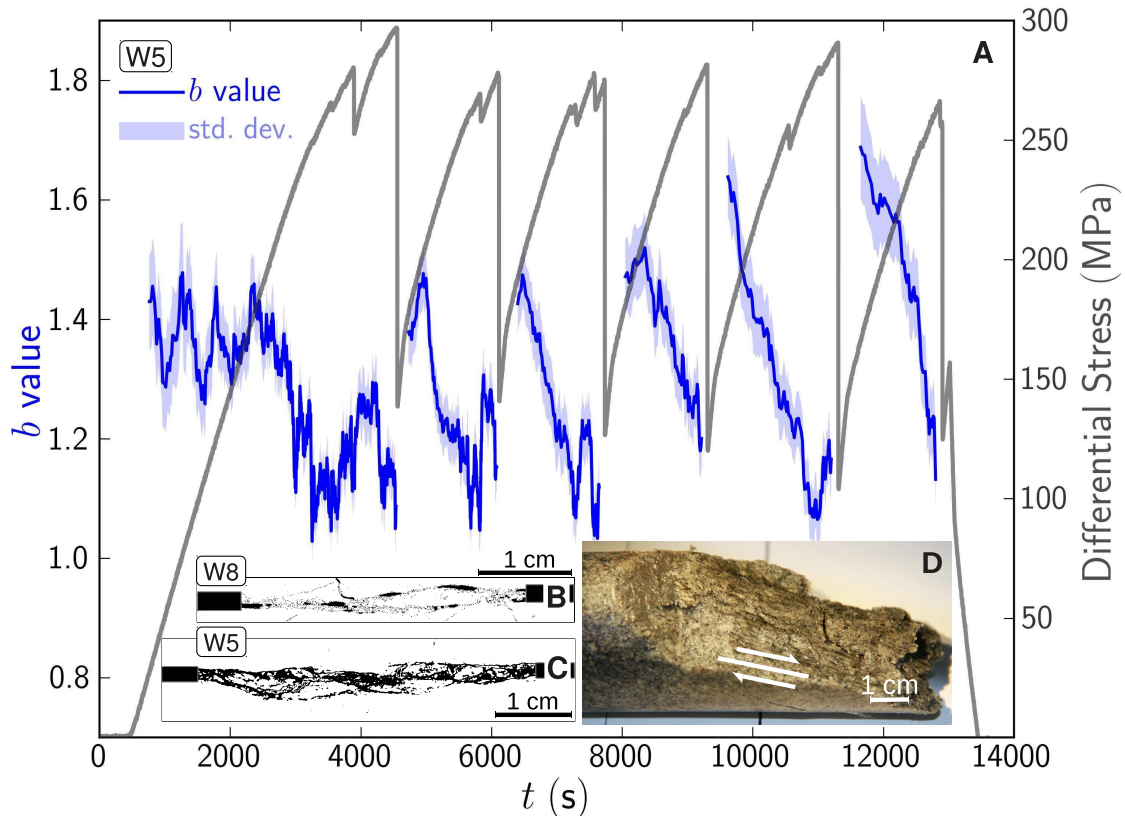 W5
b value
std. dev.
A
1.8
1.6
1.4
1.2
1.0
0.8
b value
300
250
200
150
100
50
Differential Stress (MPa)
W8
1 cm
B
W5
C
1 cm
D
1 cm
0
2000
4000
6000
8000
10000
12000
14000
t (s)